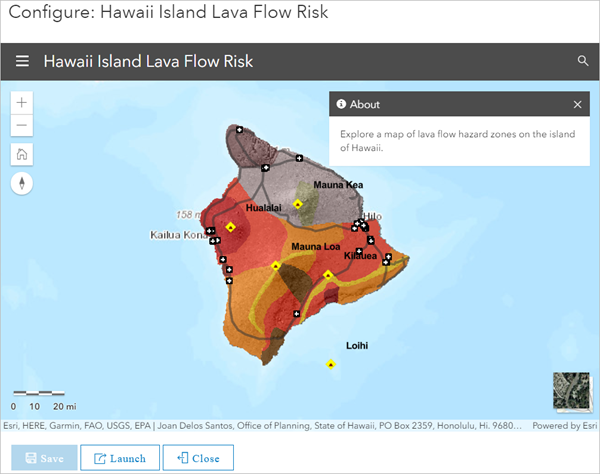 Configure: Hawaii Island Lava Flow Risk
Hawaii Island Lava Flow Risk
About
Explore a map of lava flow hazard zones on the island
of Hawaii.
Mauna Kea
Hualalai
158 m
Hilo
Kailua Kona
Mauna Loa
Kilauea
Loihi
0 10 20 mi
Esri, HERE, Garmin, FAO, USGS, EPA | Joan Delos Santos, Office of Planning, State of Hawaii, PO Box 2359, Honolulu, Hi. 9680... Powered by Esri
Save Launch Close